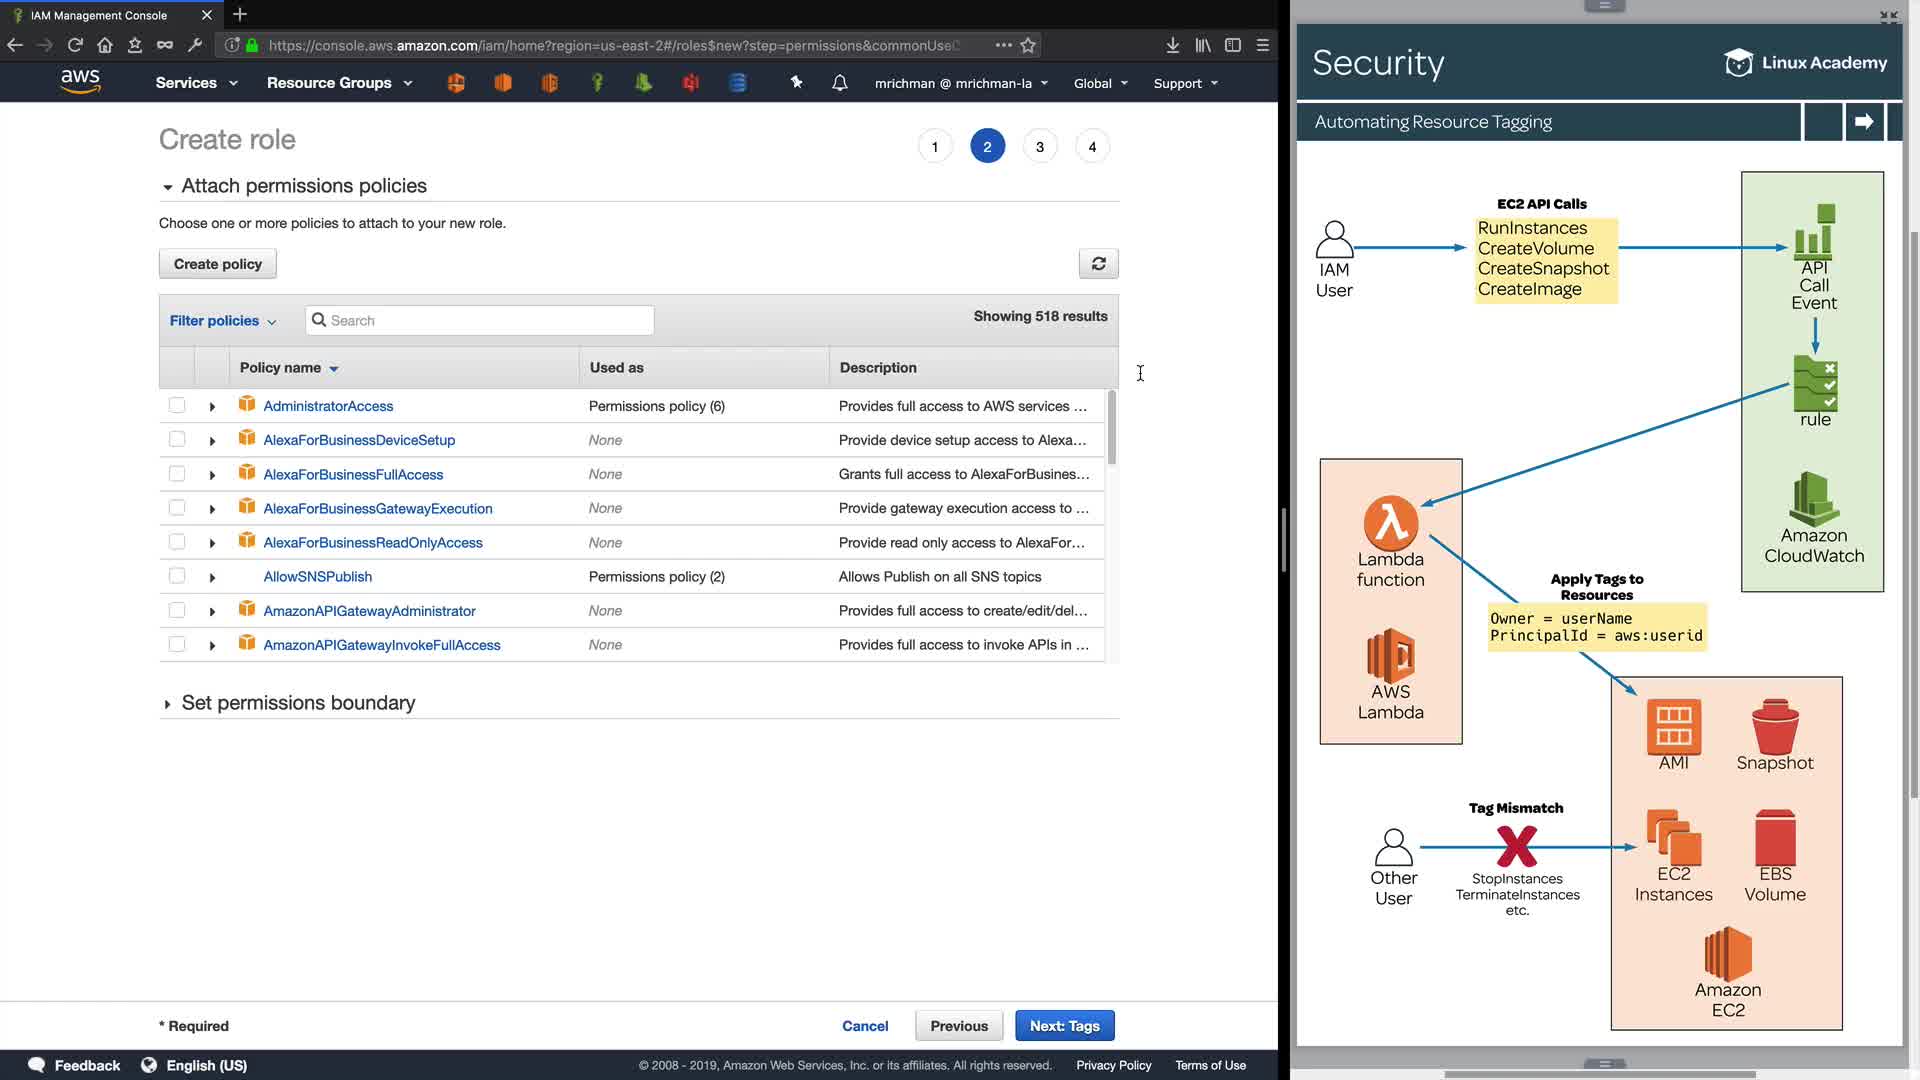 IAM Management Console
https://console.aws.amazon.com/iam/home?region=us-east-2#/roles$new?step=permissions&commonUseC
aws
Services
Resource Groups
mrichman @ mrichman-la
Global
Support
Create role
1
2
3
4
Attach permissions policies
Choose one or more policies to attach to your new role.
Create policy
Filter policies
Search
Showing 518 results
Policy name
Used as
Description
AdministratorAccess
Permissions policy (6)
Provides full access to AWS services ...
AlexaForBusinessDeviceSetup
None
Provide device setup access to Alexa...
AlexaForBusinessFullAccess
None
Grants full access to AlexaForBusines...
AlexaForBusinessGatewayExecution
None
Provide gateway execution access to ...
AlexaForBusinessReadOnlyAccess
None
Provide read only access to AlexaFor...
AllowSNSPublish
Permissions policy (2)
Allows Publish on all SNS topics
AmazonAPIGatewayAdministrator
None
Provides full access to create/edit/del...
AmazonAPIGatewayInvokeFullAccess
None
Provides full access to invoke APIs in ...
Set permissions boundary
* Required
Cancel
Previous
Next: Tags
Feedback
English (US)
© 2008 - 2019, Amazon Web Services, Inc. or its affiliates. All rights reserved.
Privacy Policy
Terms of Use
Security
Linux Academy
Automating Resource Tagging
IAM
User
EC2 API Calls
RunInstances
CreateVolume
CreateSnapshot
CreateImage
API
Call
Event
rule
Amazon
CloudWatch
Lambda
function
AWS
Lambda
Apply Tags to
Resources
Owner = userName
PrincipalId = aws:userid
AMI
Snapshot
Tag Mismatch
Other
User
StopInstances
TerminateInstances
etc.
EC2
Instances
EBS
Volume
Amazon
EC2